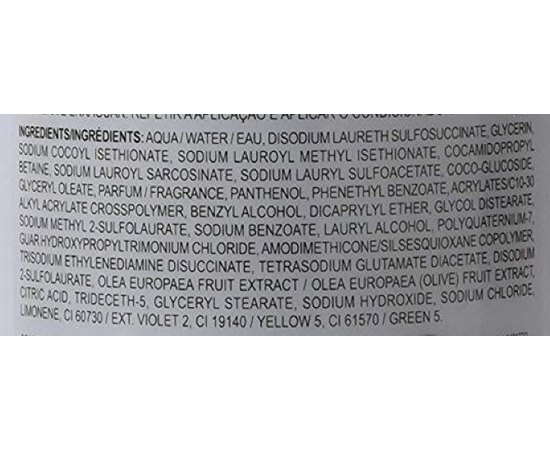 REPETIR A APLICAÇÃO E APLICAR O
INGREDIENTS/INGRÉDIENTS: AQUA / WATER / EAU, DISODIUM LAURETH SULFOSUCCINATE, GLYCERIN,
SODIUM COCOYL ISETHIONATE, SODIUM LAUROYL METHYL ISETHIONATE, COCAMIDOPROPYL
BETAINE, SODIUM LAUROYL SARCOSINATE, SODIUM LAURYL SULFOACETATE, COCO-GLUCOSIDE,
GLYCERYL OLEATE, PARFUM / FRAGRANCE, PANTHENOL, PHENETHYL BENZOATE, ACRYLATES/C10-30
ALKYL ACRYLATE CROSSPOLYMER, BENZYL ALCOHOL, DICAPRYLYL ETHER, GLYCOL DISTEARATE,
SODIUM METHYL 2-SULFOLAURATE, SODIUM BENZOATE, LAURYL ALCOHOL, POLYQUATERNIUM-7,
GUAR HYDROXYPROPYLTRIMONIUM CHLORIDE, AMODIMETHICONE/SILSESQUIOXANE COPOLYMER,
TRISODIUM ETHYLENEDIAMINE DISUCCINATE, TETRASODIUM GLUTAMATE DIACETATE, DISODIUM
2-SULFOLAURATE, OLEA EUROPAEA FRUIT EXTRACT / OLEA EUROPAEA (OLIVE) FRUIT EXTRACT,
CITRIC ACID, TRIDECETH-5, GLYCERYL STEARATE, SODIUM HYDROXIDE, SODIUM CHLORIDE,
LIMONENE, CI 60730 / EXT. VIOLET 2, CI 19140 / YELLOW 5, CI 61570 / GREEN 5.